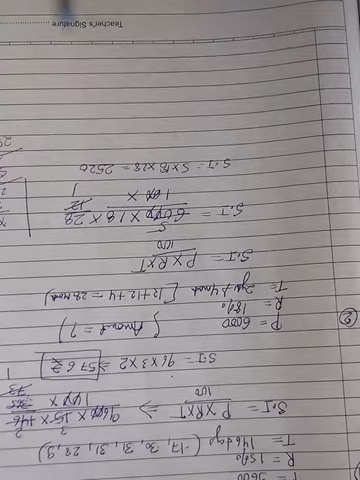 P = 9600
R = 15%
T = 146 days (-17, 30, 31, 31, 28, 9)
S.I = P x R x T / 100 => 9600 x 15 x 146 / 100 x 365
S.I = 96 x 3 x 2 = 576
(2) P = 6000 { Amount = ? }
R = 18%
T = 2yr + 4 month [12+12+4 = 28 month]
S.I = P x R x T / 100
S.I = 6000 x 18 x 28 / 100 x 12
S.I = 5 x 18 x 28 = 2520
Teacher's Signature